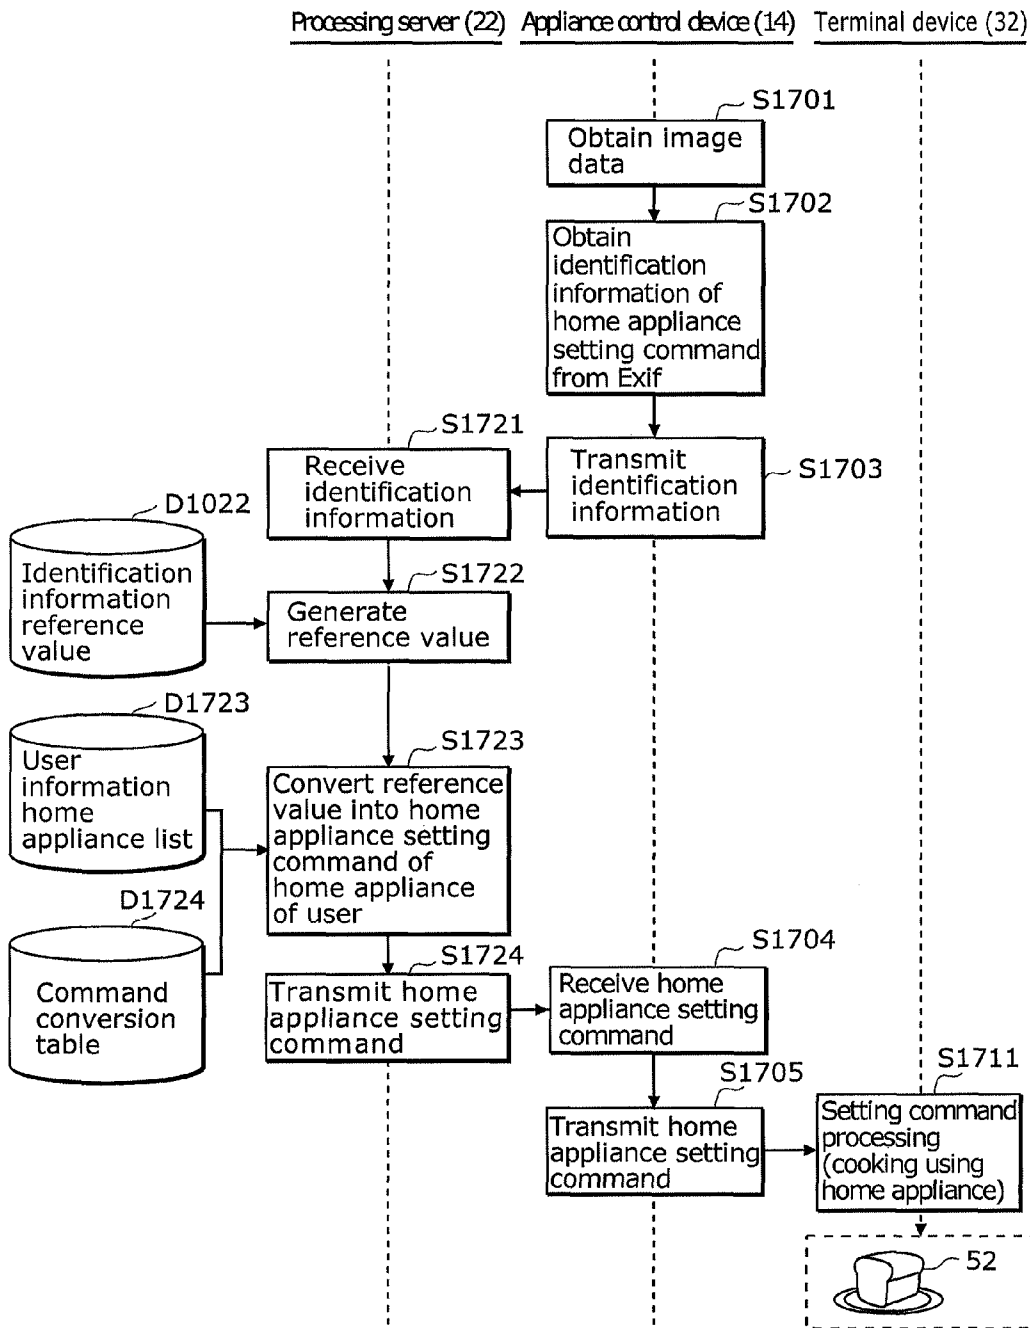 Processing server (22) Appliance control device (14) Terminal device (32)
S1701
Obtain image
data
S1702
Obtain
identification
information of
home appliance
setting command
from Exif
S1721
Receive
identification
information
Transmit
identification
information
S1703
D1022
Identification
information
reference
value
S1722
Generate
reference value
D1723
User
information
home
appliance list
S1723
Convert reference
value into home
appliance setting
command of
home appliance
of user
D1724
Command
conversion
table
S1724
Transmit home
appliance setting
command
S1704
Receive home
appliance setting
command
S1705
Transmit home
appliance setting
command
S1711
Setting command
processing
(cooking using
home appliance)
52